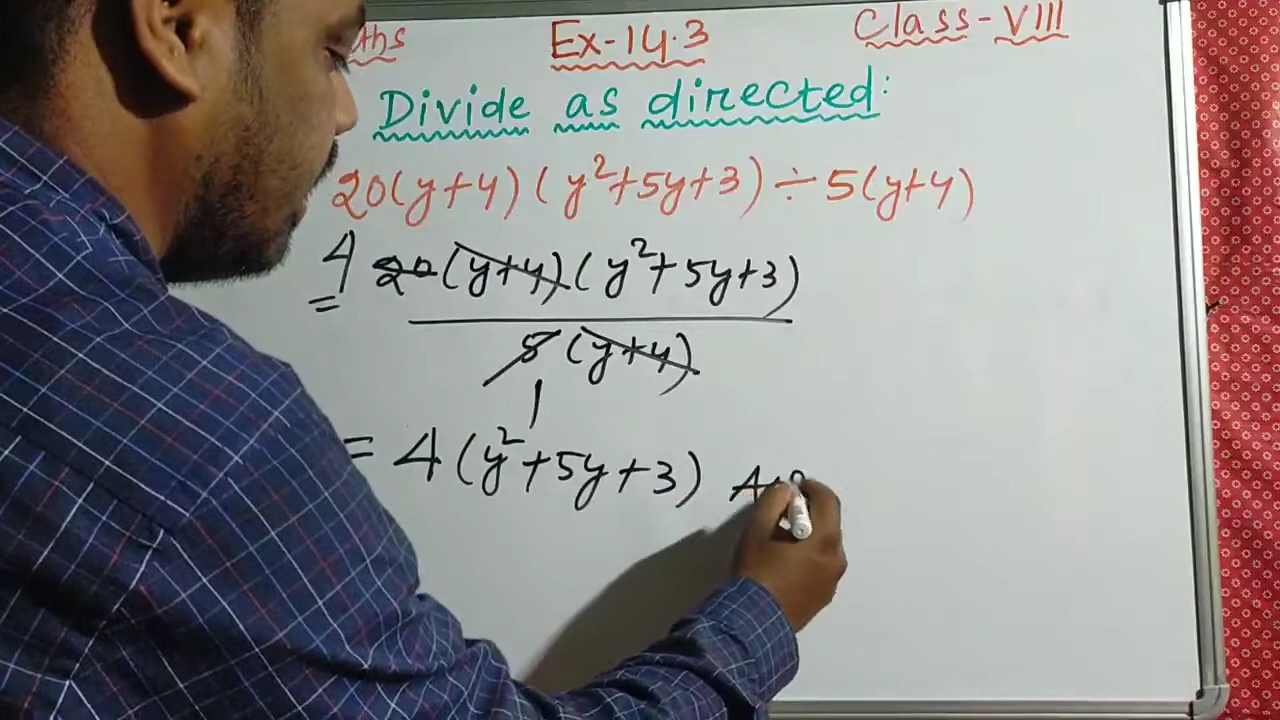 Ex-14.3 Class-VIII
Divide as directed:
20(y+4)(y²+5y+3)÷5(y+4)
4 20(y+4)(y²+5y+3)
=
5(y+4)
1
= 4(y²+5y+3)